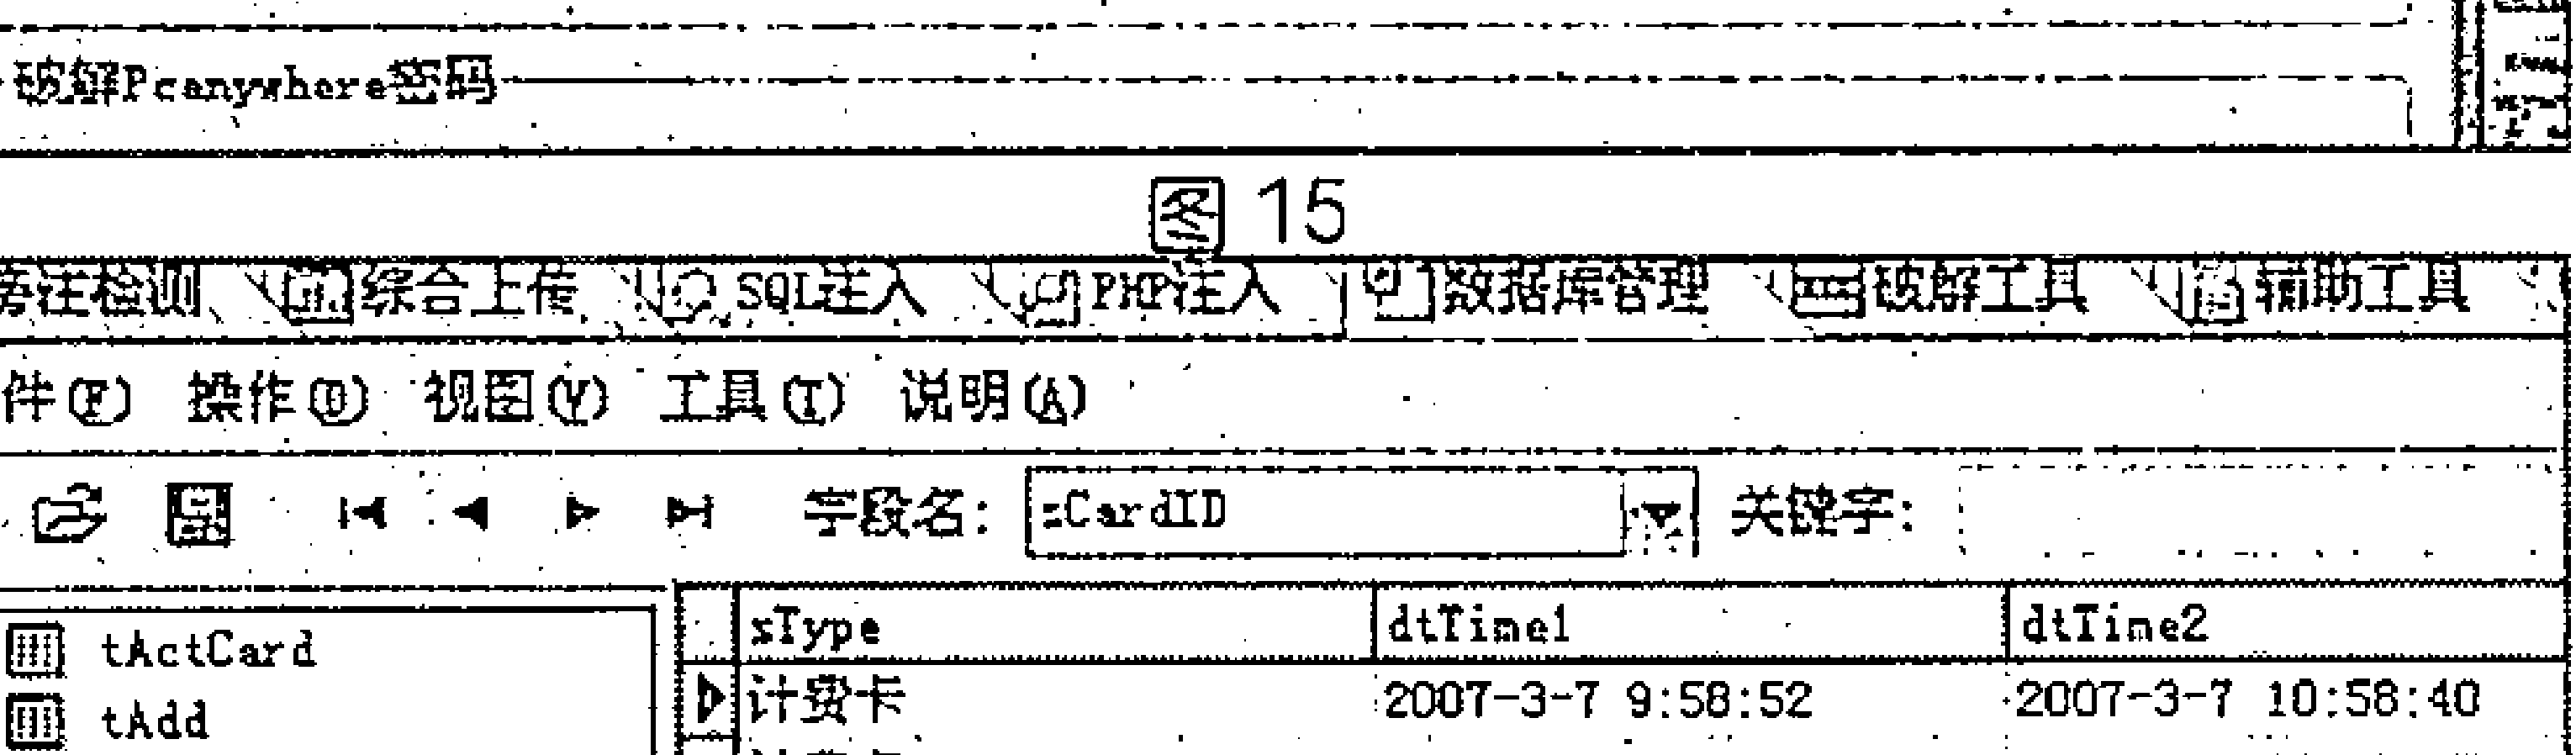 破解Pcanywhere密码
图 15
旁注检测 综合上传 SQL注入 PHP注入 数据库管理 破解工具 辅助工具
件(F) 操作(O) 视图(V) 工具(T) 说明(A)
字段名: sCardID 关键字:
sType dtTime1 dtTime2
tActCard
计费卡 2007-3-7 9:58:52 2007-3-7 10:58:40
tAdd